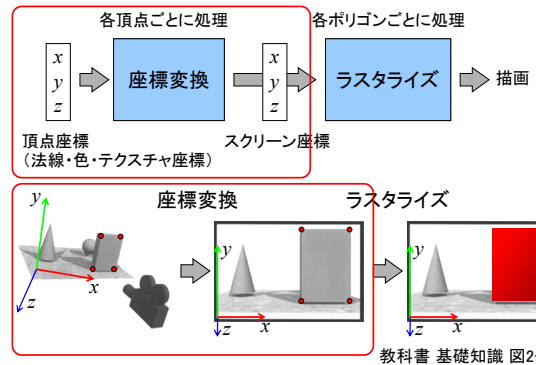 各頂点ごとに処理
各ポリゴンごとに処理
x
y
z
座標変換
x
y
z
ラスタライズ
描画
頂点座標
(法線・色・テクスチャ座標)
スクリーン座標
座標変換
ラスタライズ
y
x
z
y
x
z
y
x
z
教科書 基礎知識 図2-